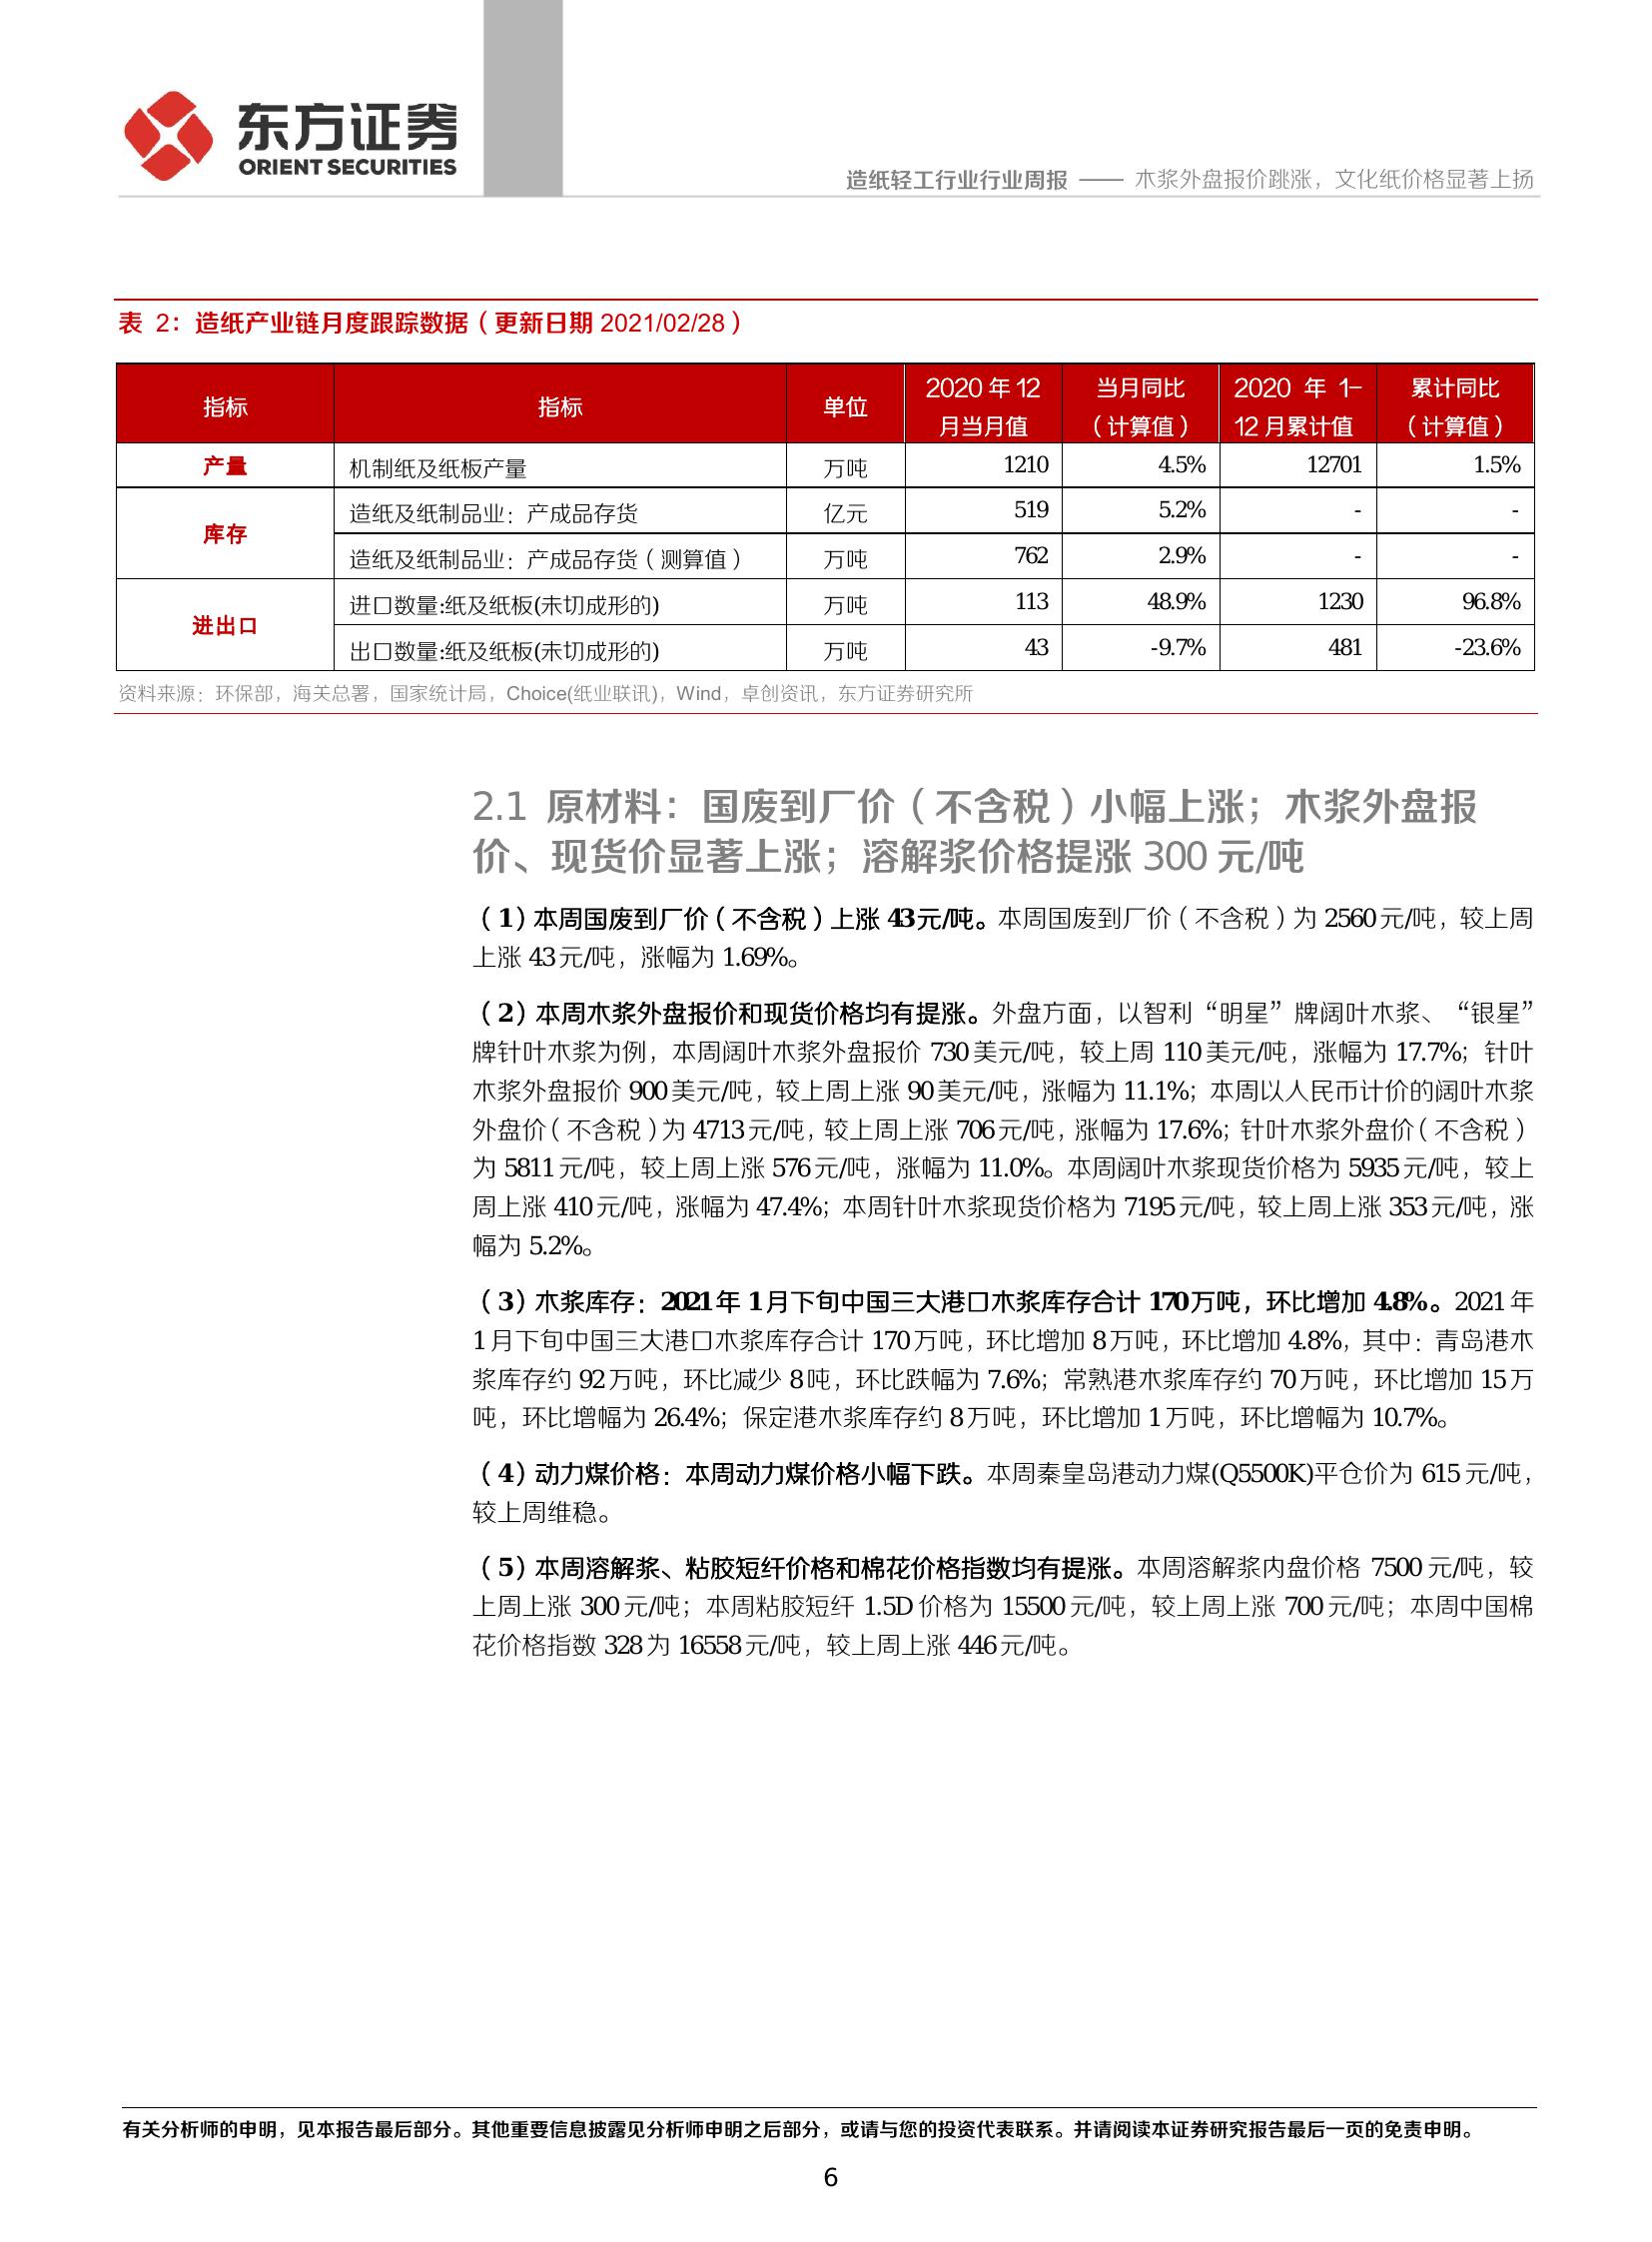 东方证券
ORIENT SECURITIES
造纸轻工行业行业周报 —— 木浆外盘报价跳涨，文化纸价格显著上扬
表 2：造纸产业链月度跟踪数据（更新日期 2021/02/28）
指标 指标 单位 2020 年 12 月当月值 当月同比（计算值） 2020 年 1-12 月累计值 累计同比（计算值）
产量 机制纸及纸板产量 万吨 1210 4.5% 12701 1.5%
库存 造纸及纸制品业：产成品存货 亿元 519 5.2% - -
造纸及纸制品业：产成品存货（测算值） 万吨 762 2.9% - -
进出口 进口数量:纸及纸板(未切成形的) 万吨 113 48.9% 1230 96.8%
出口数量:纸及纸板(未切成形的) 万吨 43 -9.7% 481 -23.6%
资料来源：环保部，海关总署，国家统计局，Choice(纸业联讯)，Wind，卓创资讯，东方证券研究所
2.1 原材料：国废到厂价（不含税）小幅上涨；木浆外盘报
价、现货价显著上涨；溶解浆价格提涨 300 元/吨
（1）本周国废到厂价（不含税）上涨 43元/吨。本周国废到厂价（不含税）为 2560元/吨，较上周
上涨 43元/吨，涨幅为 1.69%。
（2）本周木浆外盘报价和现货价格均有提涨。外盘方面，以智利“明星”牌阔叶木浆、“银星”
牌针叶木浆为例，本周阔叶木浆外盘报价 730美元/吨，较上周 110美元/吨，涨幅为 17.7%；针叶
木浆外盘报价 900美元/吨，较上周上涨 90美元/吨，涨幅为 11.1%；本周以人民币计价的阔叶木浆
外盘价（不含税）为 4713元/吨，较上周上涨 706元/吨，涨幅为 17.6%；针叶木浆外盘价（不含税）
为 5811元/吨，较上周上涨 576元/吨，涨幅为 11.0%。本周阔叶木浆现货价格为 5935元/吨，较上
周上涨 410元/吨，涨幅为 47.4%；本周针叶木浆现货价格为 7195元/吨，较上周上涨 353元/吨，涨
幅为 5.2%。
（3）木浆库存：2021年 1月下旬中国三大港口木浆库存合计 170万吨，环比增加 4.8%。2021 年
1月下旬中国三大港口木浆库存合计 170万吨，环比增加 8万吨，环比增加 4.8%，其中：青岛港木
浆库存约 92万吨，环比减少 8吨，环比跌幅为 7.6%；常熟港木浆库存约 70万吨，环比增加 15万
吨，环比增幅为 26.4%；保定港木浆库存约 8万吨，环比增加 1万吨，环比增幅为 10.7%。
（4）动力煤价格：本周动力煤价格小幅下跌。本周秦皇岛港动力煤(Q5500K)平仓价为 615元/吨，
较上周维稳。
（5）本周溶解浆、粘胶短纤价格和棉花价格指数均有提涨。本周溶解浆内盘价格 7500 元/吨，较
上周上涨 300元/吨；本周粘胶短纤 1.5D价格为 15500元/吨，较上周上涨 700元/吨；本周中国棉
花价格指数 328为 16558元/吨，较上周上涨 446元/吨。
有关分析师的申明，见本报告最后部分。其他重要信息披露见分析师申明之后部分，或请与您的投资代表联系。并请阅读本证券研究报告最后一页的免责申明。
6